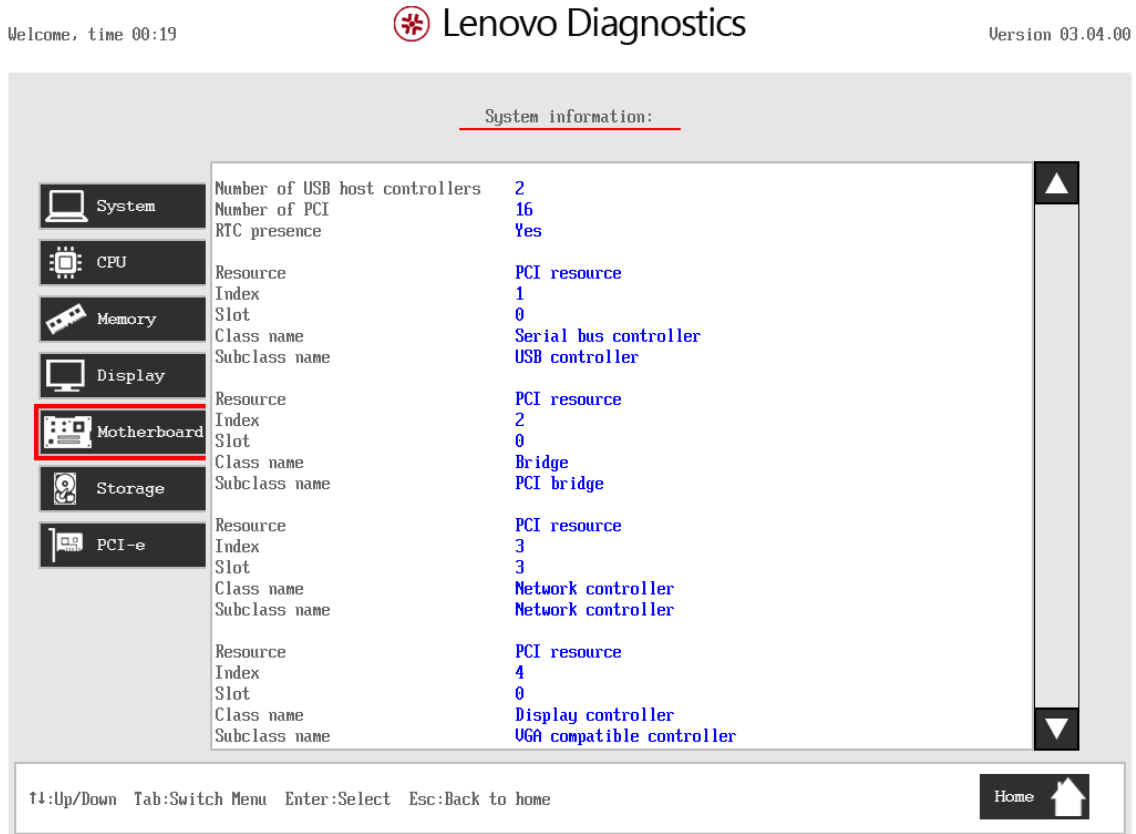 Welcome, time 00:19
Lenovo Diagnostics
Version 03.04.00
System information:
System
CPU
Memory
Display
Motherboard
Storage
PCI-e
Number of USB host controllers 2
Number of PCI 16
RTC presence Yes
Resource PCI resource
Index 1
Slot 0
Class name Serial bus controller
Subclass name USB controller
Resource PCI resource
Index 2
Slot 0
Class name Bridge
Subclass name PCI bridge
Resource PCI resource
Index 3
Slot 3
Class name Network controller
Subclass name Network controller
Resource PCI resource
Index 4
Slot 0
Class name Display controller
Subclass name VGA compatible controller
↑↓:Up/Down Tab:Switch Menu Enter:Select Esc:Back to home
Home